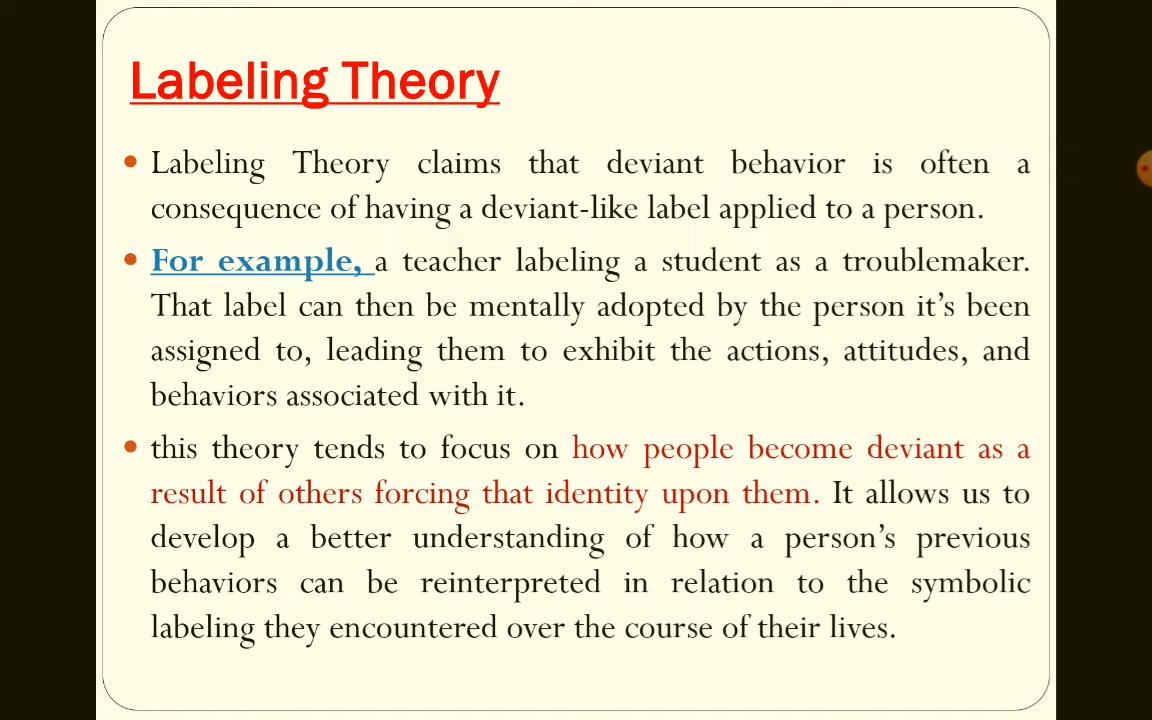 Labeling Theory
• Labeling Theory claims that deviant behavior is often a
consequence of having a deviant-like label applied to a person.
• For example, a teacher labeling a student as a troublemaker.
That label can then be mentally adopted by the person it’s been
assigned to, leading them to exhibit the actions, attitudes, and
behaviors associated with it.
• this theory tends to focus on how people become deviant as a
result of others forcing that identity upon them. It allows us to
develop a better understanding of how a person’s previous
behaviors can be reinterpreted in relation to the symbolic
labeling they encountered over the course of their lives.